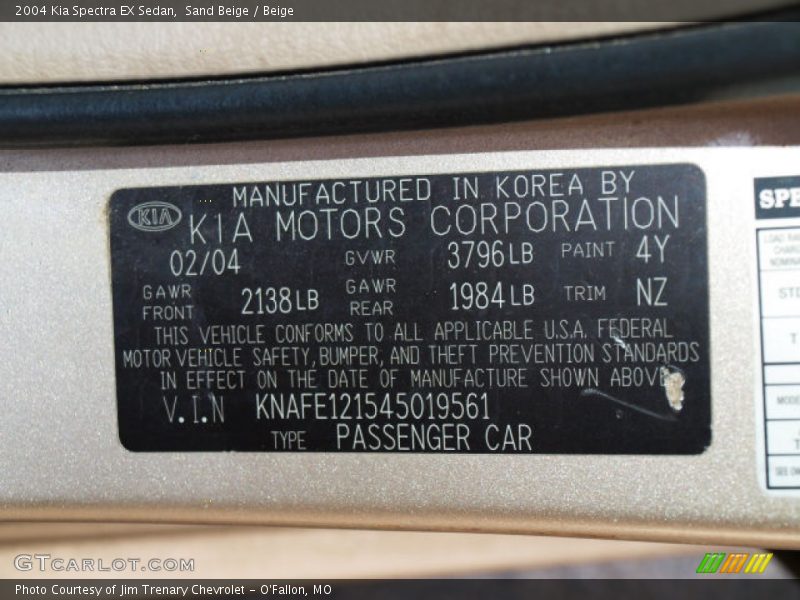 2004 Kia Spectra EX Sedan, Sand Beige / Beige
MANUFACTURED IN KOREA BY
KIA KIA MOTORS CORPORATION
02/04 GVWR 3796LB PAINT 4Y
GAWR FRONT 2138LB GAWR REAR 1984LB TRIM NZ
THIS VEHICLE CONFORMS TO ALL APPLICABLE U.S.A. FEDERAL
MOTOR VEHICLE SAFETY, BUMPER, AND THEFT PREVENTION STANDARDS
IN EFFECT ON THE DATE OF MANUFACTURE SHOWN ABOVE
V.I.N KNAFE121545019561
TYPE PASSENGER CAR
SPE
GTCARLOT.COM
Photo Courtesy of Jim Trenary Chevrolet - O'Fallon, MO